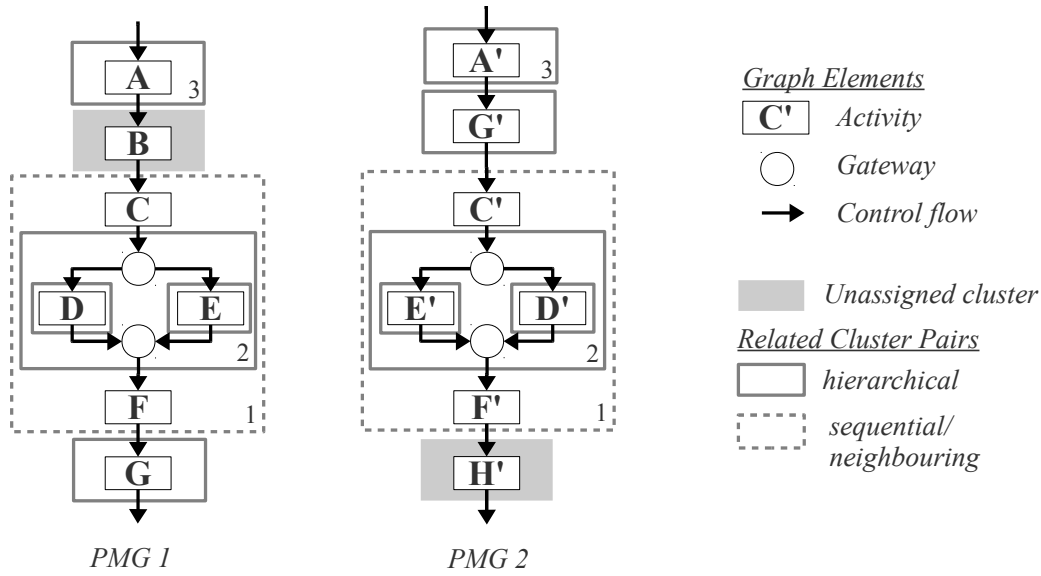 A
3
B
C
D
E
2
F
1
G
PMG 1
A'
3
G'
C'
E'
D'
2
F'
1
H'
PMG 2
Graph Elements
C'
Activity
Gateway
Control flow
Unassigned cluster
Related Cluster Pairs
hierarchical
sequential/
neighbouring